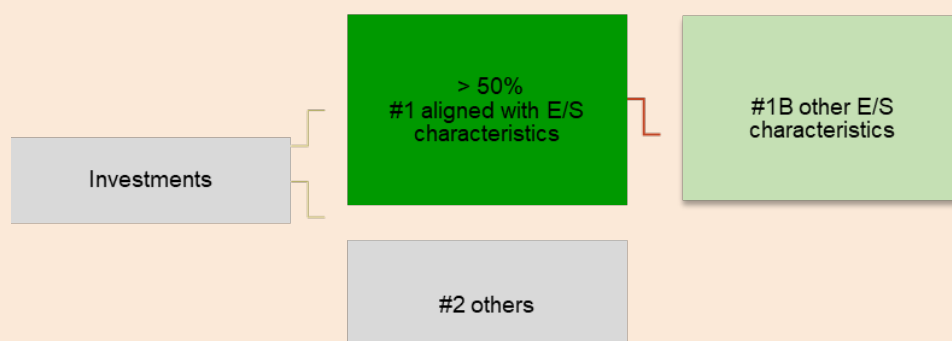 > 50%
#1 aligned with E/S
characteristics
#1B other E/S
characteristics
Investments
#2 others